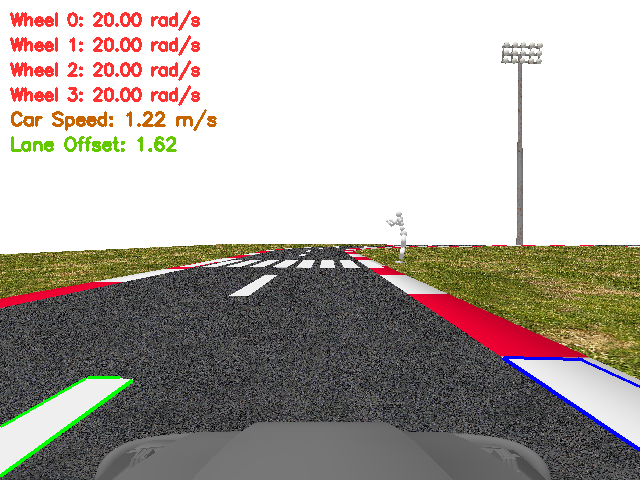 Wheel 0: 20.00 rad/s
Wheel 1: 20.00 rad/s
Wheel 2: 20.00 rad/s
Wheel 3: 20.00 rad/s
Car Speed: 1.22 m/s
Lane Offset: 1.62